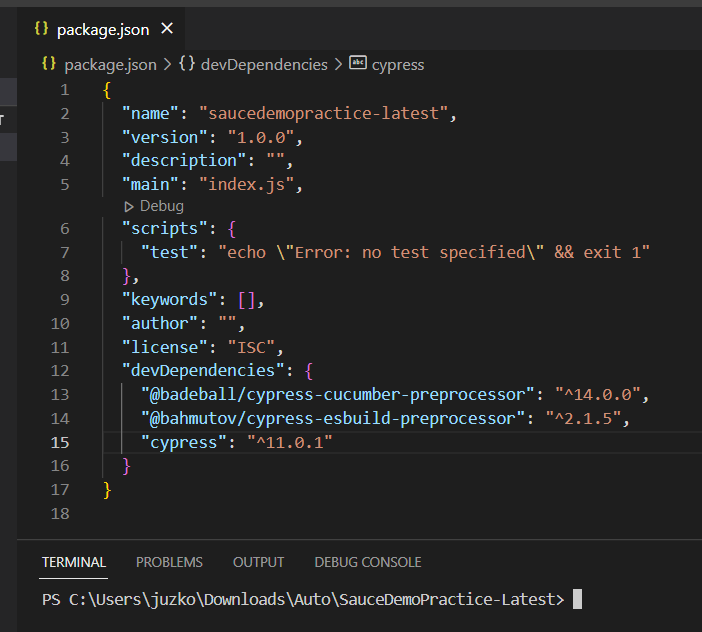 {} package.json ×
{} package.json > {} devDependencies > abc cypress
1 {
2 "name": "saucedemopractice-latest",
3 "version": "1.0.0",
4 "description": "",
5 "main": "index.js",
Debug
6 "scripts": {
7 "test": "echo \"Error: no test specified\" && exit 1"
8 },
9 "keywords": [],
10 "author": "",
11 "license": "ISC",
12 "devDependencies": {
13 "@badeball/cypress-cucumber-preprocessor": "^14.0.0",
14 "@bahmutov/cypress-esbuild-preprocessor": "^2.1.5",
15 "cypress": "^11.0.1"
16 }
17 }
18
TERMINAL PROBLEMS OUTPUT DEBUG CONSOLE
PS C:\Users\juzko\Downloads\Auto\SauceDemoPractice-Latest>